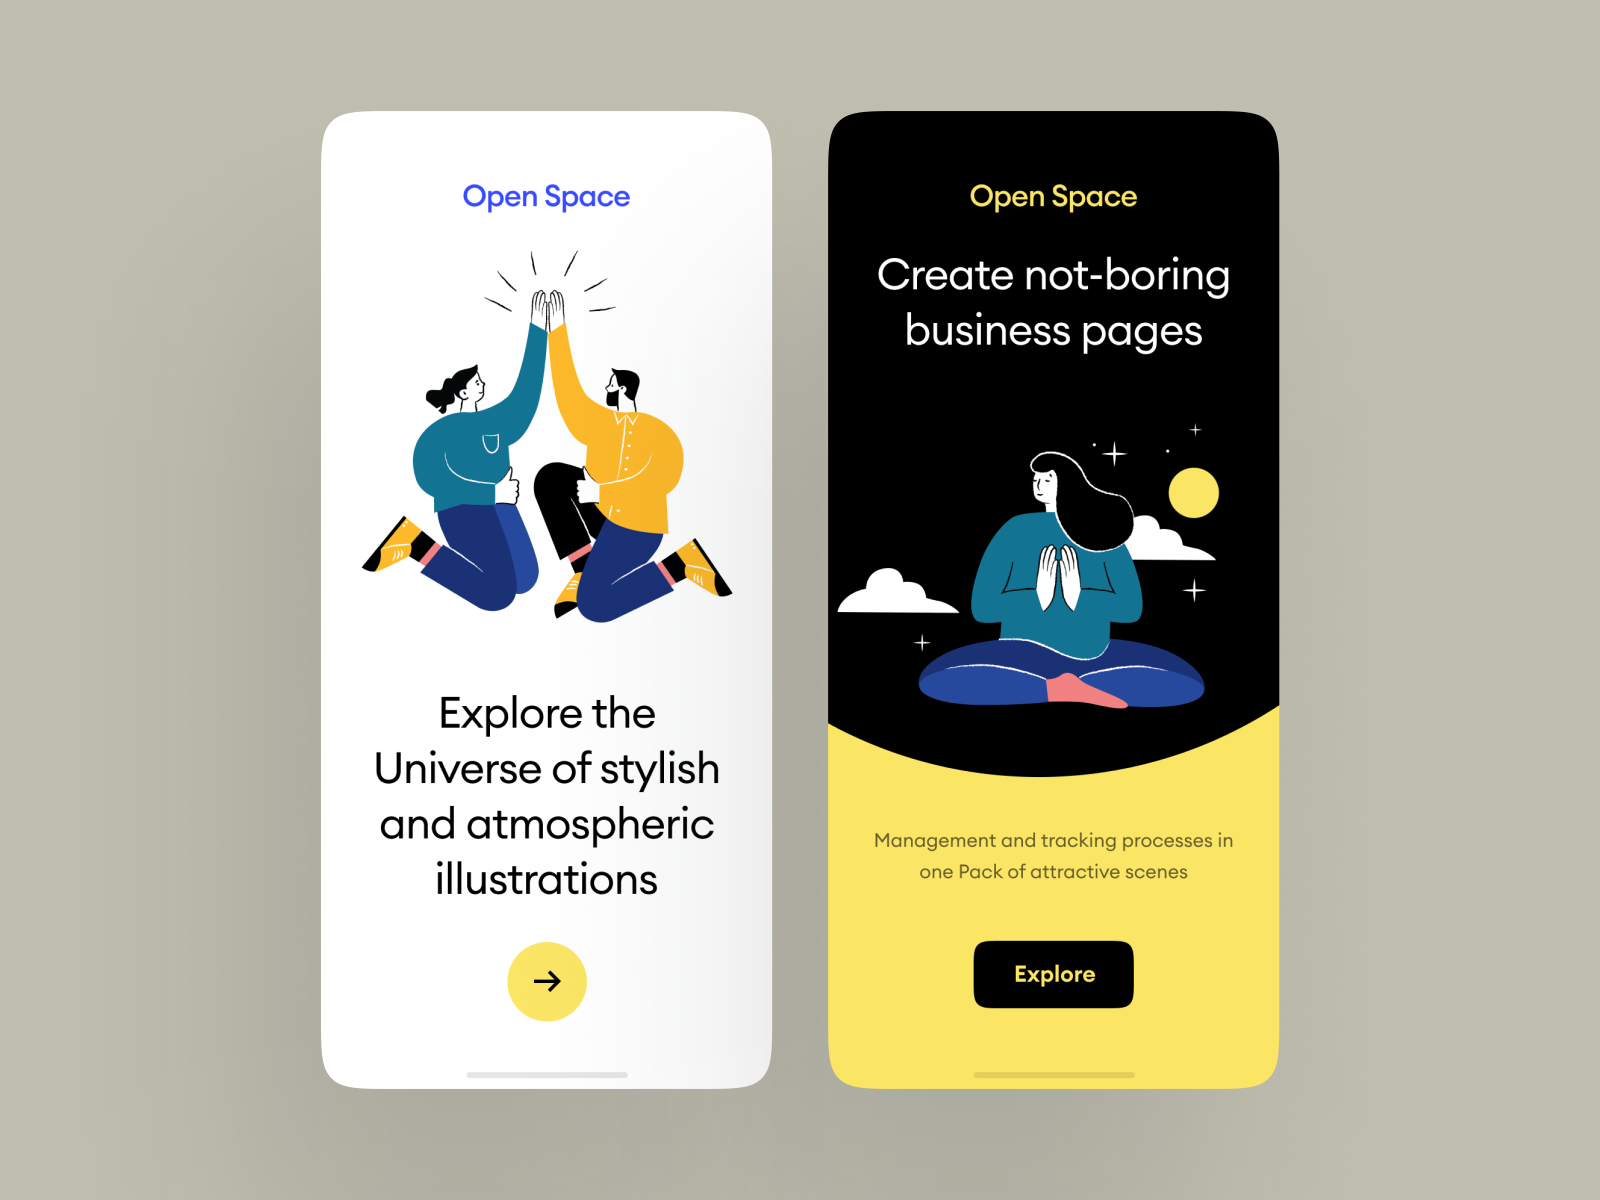 Open Space
Explore the
Universe of stylish
and atmospheric
illustrations
Open Space
Create not-boring
business pages
Management and tracking processes in
one Pack of attractive scenes
Explore